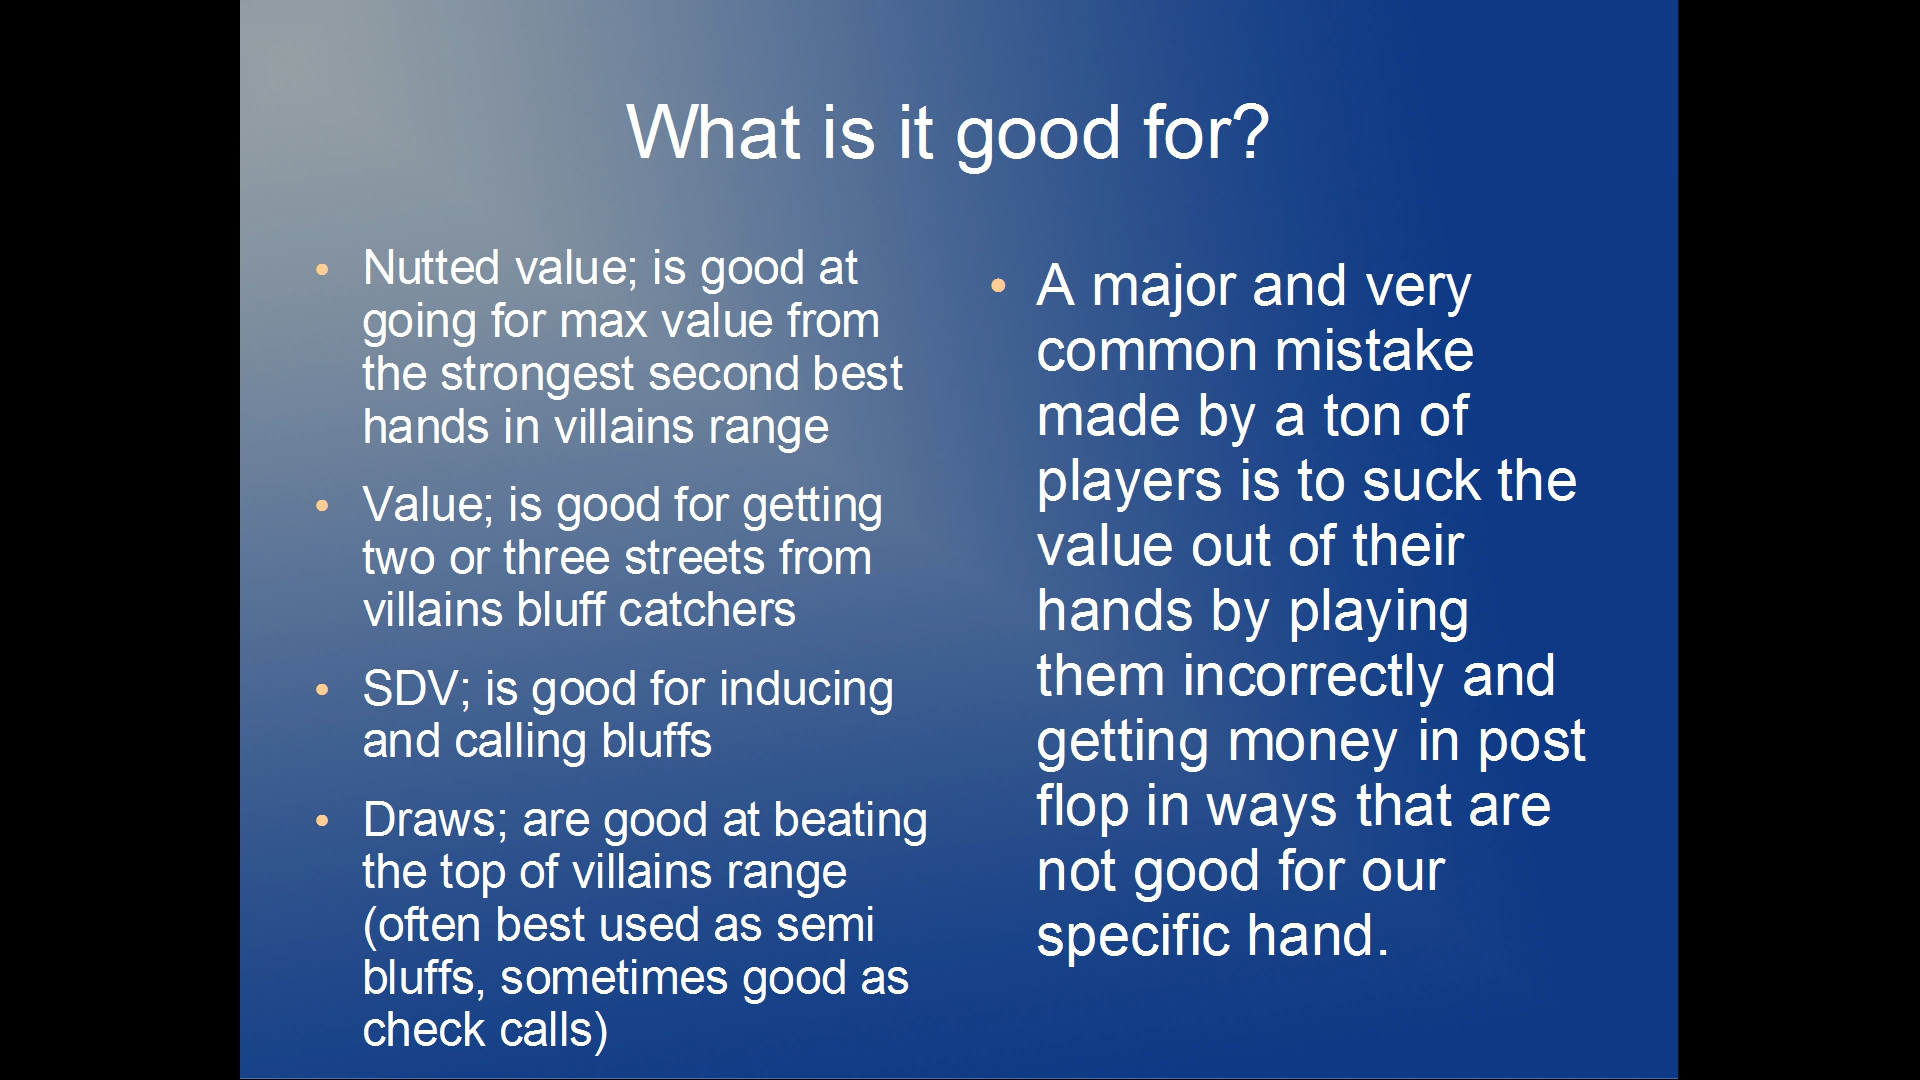 What is it good for?
• Nutted value; is good at
going for max value from
the strongest second best
hands in villains range
• Value; is good for getting
two or three streets from
villains bluff catchers
• SDV; is good for inducing
and calling bluffs
• Draws; are good at beating
the top of villains range
(often best used as semi
bluffs, sometimes good as
check calls)
• A major and very
common mistake
made by a ton of
players is to suck the
value out of their
hands by playing
them incorrectly and
getting money in post
flop in ways that are
not good for our
specific hand.